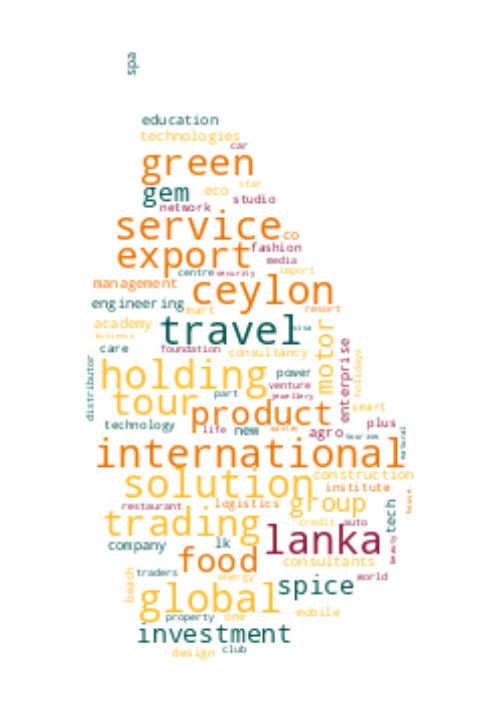 spa
education
technologies
car
green
star
gem eco
studio
network
service co
export fashion
media
centre security import
management ceylon
engineering mart resort
academy travel visa
business motor
care foundation consultancy
distributor holding power enterprise holidays
venture
tour part jewellery
product smart
technology life new master agro plus
tourism natural
international
solution construction
institute house
restaurant logistics group tech
trading credit auto
company lk lanka beauty
food consultants
traders energy world
beach global spice
property one mobile
investment
design club